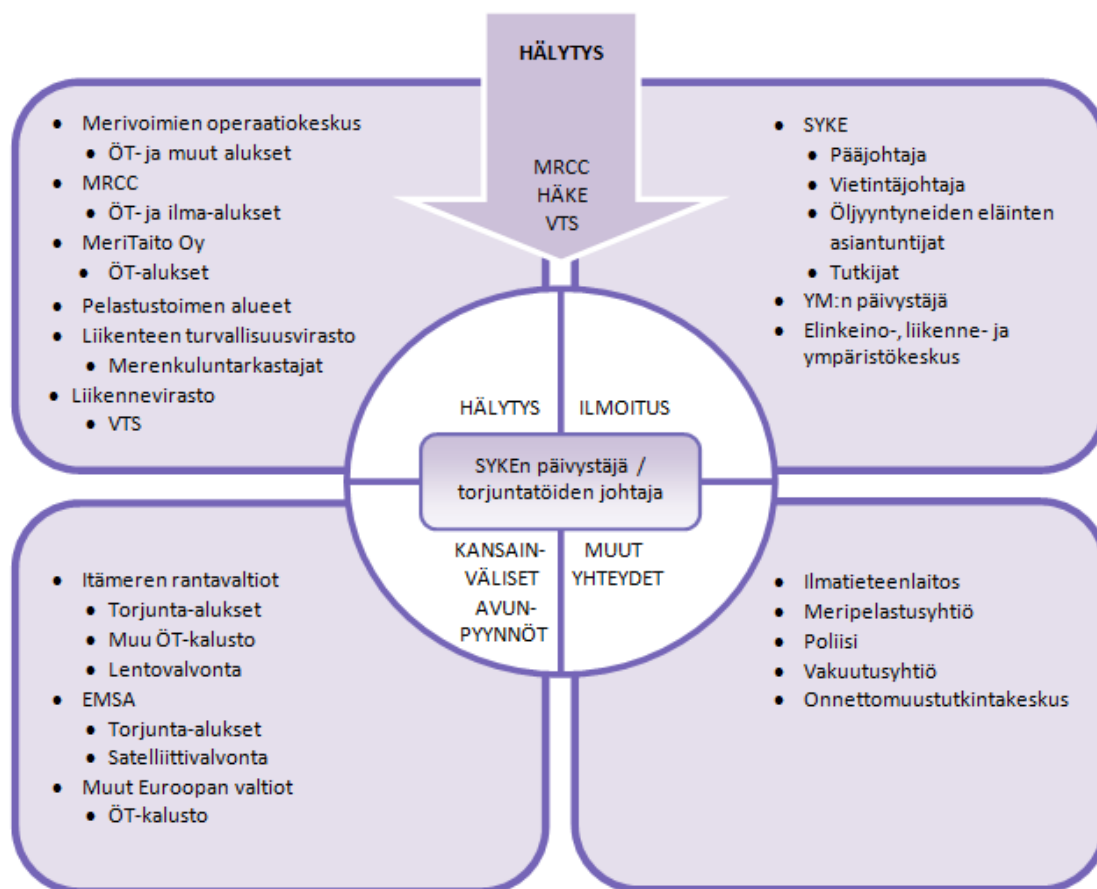 HÄLYTYS
MRCC
HÄKE
VTS
• Merivoimien operaatiokeskus
• ÖT- ja muut alukset
• MRCC
• ÖT- ja ilma-alukset
• MeriTaito Oy
• ÖT-alukset
• Pelastustoimen alueet
• Liikenteen turvallisuusvirasto
• Merenkuluntarkastajat
• Liikennevirasto
• VTS
• SYKE
• Pääjohtaja
• Vietintäjohtaja
• Öljyyntyneiden eläinten
asiantuntijat
• Tutkijat
• YM:n päivystäjä
• Elinkeino-, liikenne- ja
ympäristökeskus
HÄLYTYS
ILMOITUS
SYKEn päivystäjä /
torjuntatöiden johtaja
KANSAIN-
VÄLISET
AVUN-
PYYNNÖT
MUUT
YHTEYDET
• Itämeren rantavaltiot
• Torjunta-alukset
• Muu ÖT-kalusto
• Lentovalvonta
• EMSA
• Torjunta-alukset
• Satelliittivalvonta
• Muut Euroopan valtiot
• ÖT-kalusto
• Ilmatieteenlaitos
• Meripelastusyhtiö
• Poliisi
• Vakuutusyhtiö
• Onnettomuustutkintakeskus